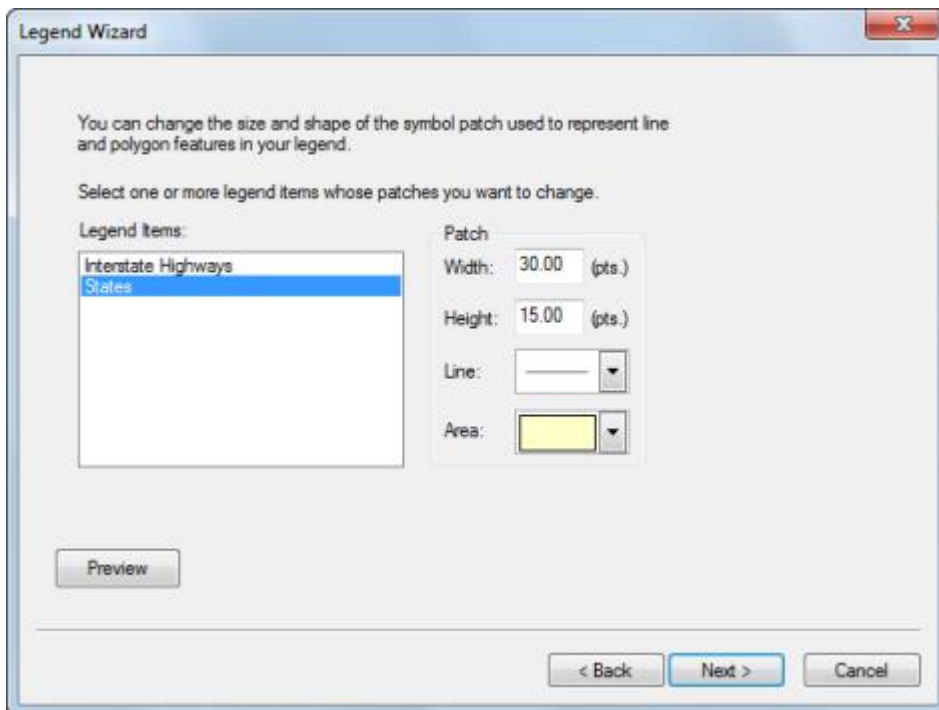 Legend Wizard
You can change the size and shape of the symbol patch used to represent line
and polygon features in your legend.
Select one or more legend items whose patches you want to change.
Legend Items:
Interstate Highways
States
Patch
Width: 30.00 (pts.)
Height: 15.00 (pts.)
Line:
Area:
Preview
< Back Next > Cancel